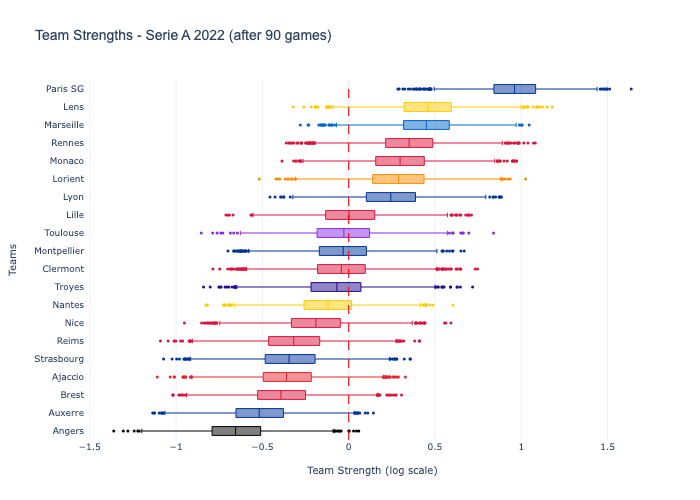 Team Strengths - Serie A 2022 (after 90 games)
Paris SG
Lens
Marseille
Rennes
Monaco
Lorient
Lyon
Lille
Toulouse
Montpellier
Clermont
Troyes
Nantes
Nice
Reims
Strasbourg
Ajaccio
Brest
Auxerre
Angers
Teams
−1.5 −1 −0.5 0 0.5 1 1.5
Team Strength (log scale)